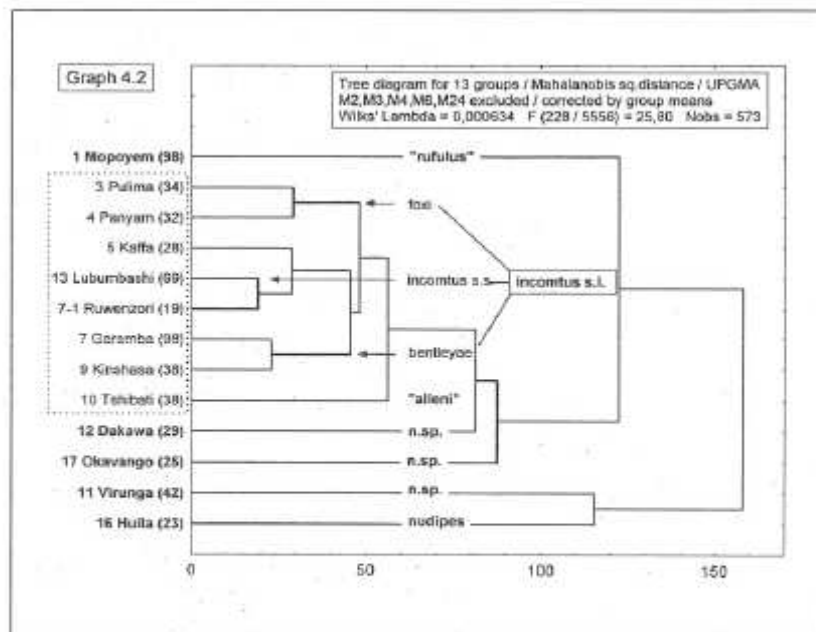 Graph 4.2
Tree diagram for 13 groups / Mahalanobis sq.distance / UPGMA
M2,M3,M4,M6,M24 excluded / corrected by group means
Wilks' Lambda = 0,000634 F (228 / 5556) = 25,80 Nobs = 573
1 Mopoyem (98) "rufulus"
3 Pulima (34)
foxi
4 Panyam (32)
5 Kaffa (28)
13 Lubumbashi (99) incomtus s.s. incomtus s.l.
7-1 Ruwenzori (19)
7 Garamba (98)
bentleyae
9 Kinshasa (38)
10 Tshibati (38) "alleni"
12 Dakawa (29) n.sp.
17 Okavango (25) n.sp.
11 Virunga (42) n.sp.
16 Huila (23) nudipes
0 50 100 150